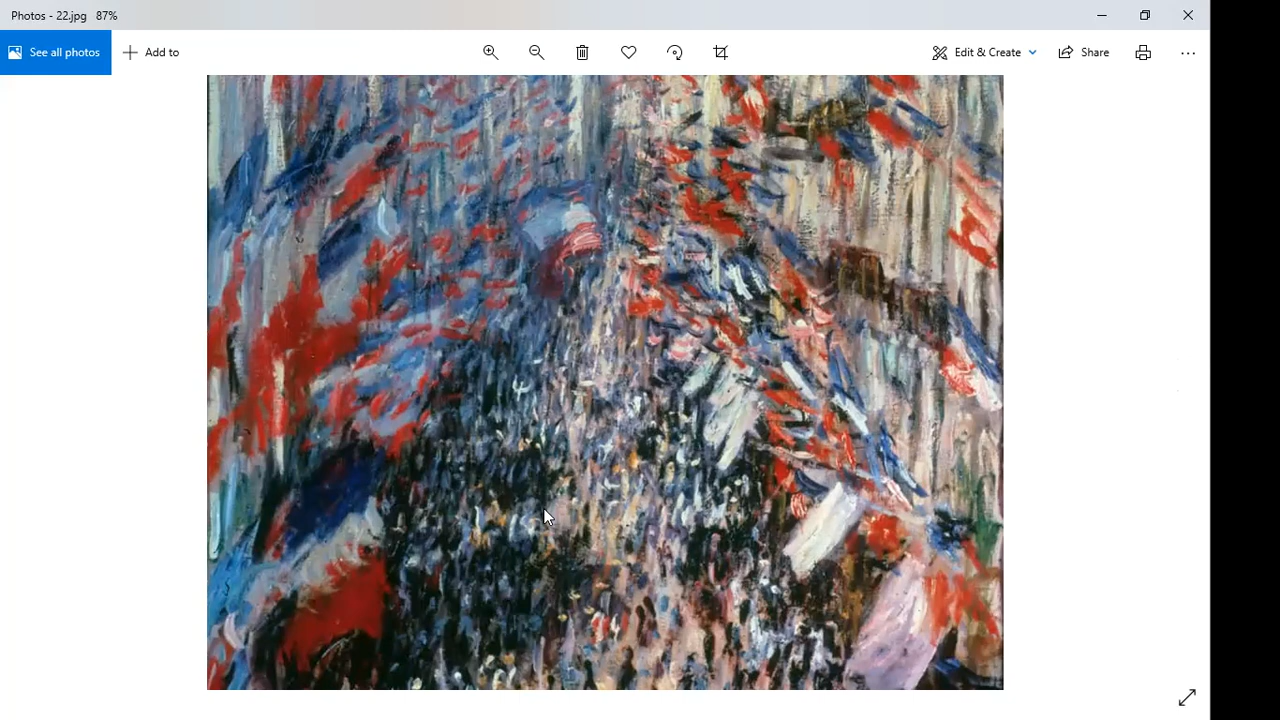 Photos - 22.jpg 87%
See all photos
Add to
Edit & Create
Share